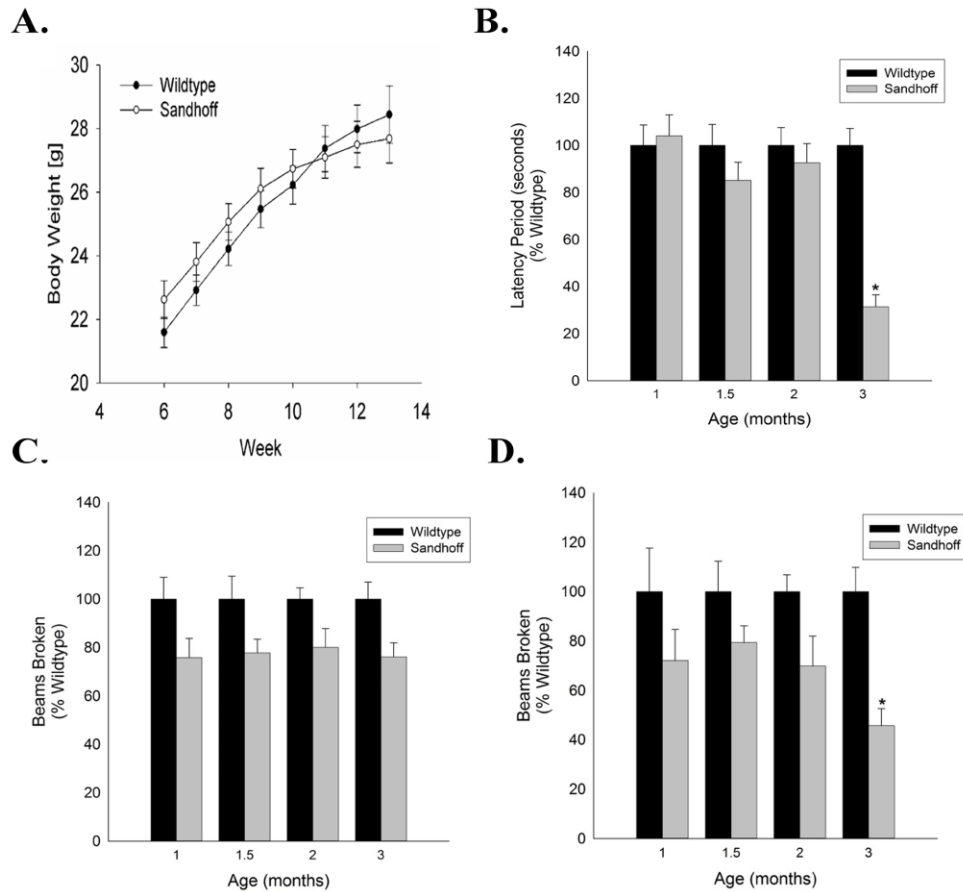 A.
30
28
26
24
22
20
4
6
8
10
12
14
Body Weight [g]
Week
Wildtype
Sandhoff
B.
140
120
100
80
60
40
20
0
Latency Period (seconds)
(% Wildtype)
Wildtype
Sandhoff
*
1
1.5
2
3
Age (months)
C.
140
120
100
80
60
40
20
0
Beams Broken
(% Wildtype)
Wildtype
Sandhoff
1
1.5
2
3
Age (months)
D.
140
120
100
80
60
40
20
0
Beams Broken
(% Wildtype)
Wildtype
Sandhoff
*
1
1.5
2
3
Age (months)